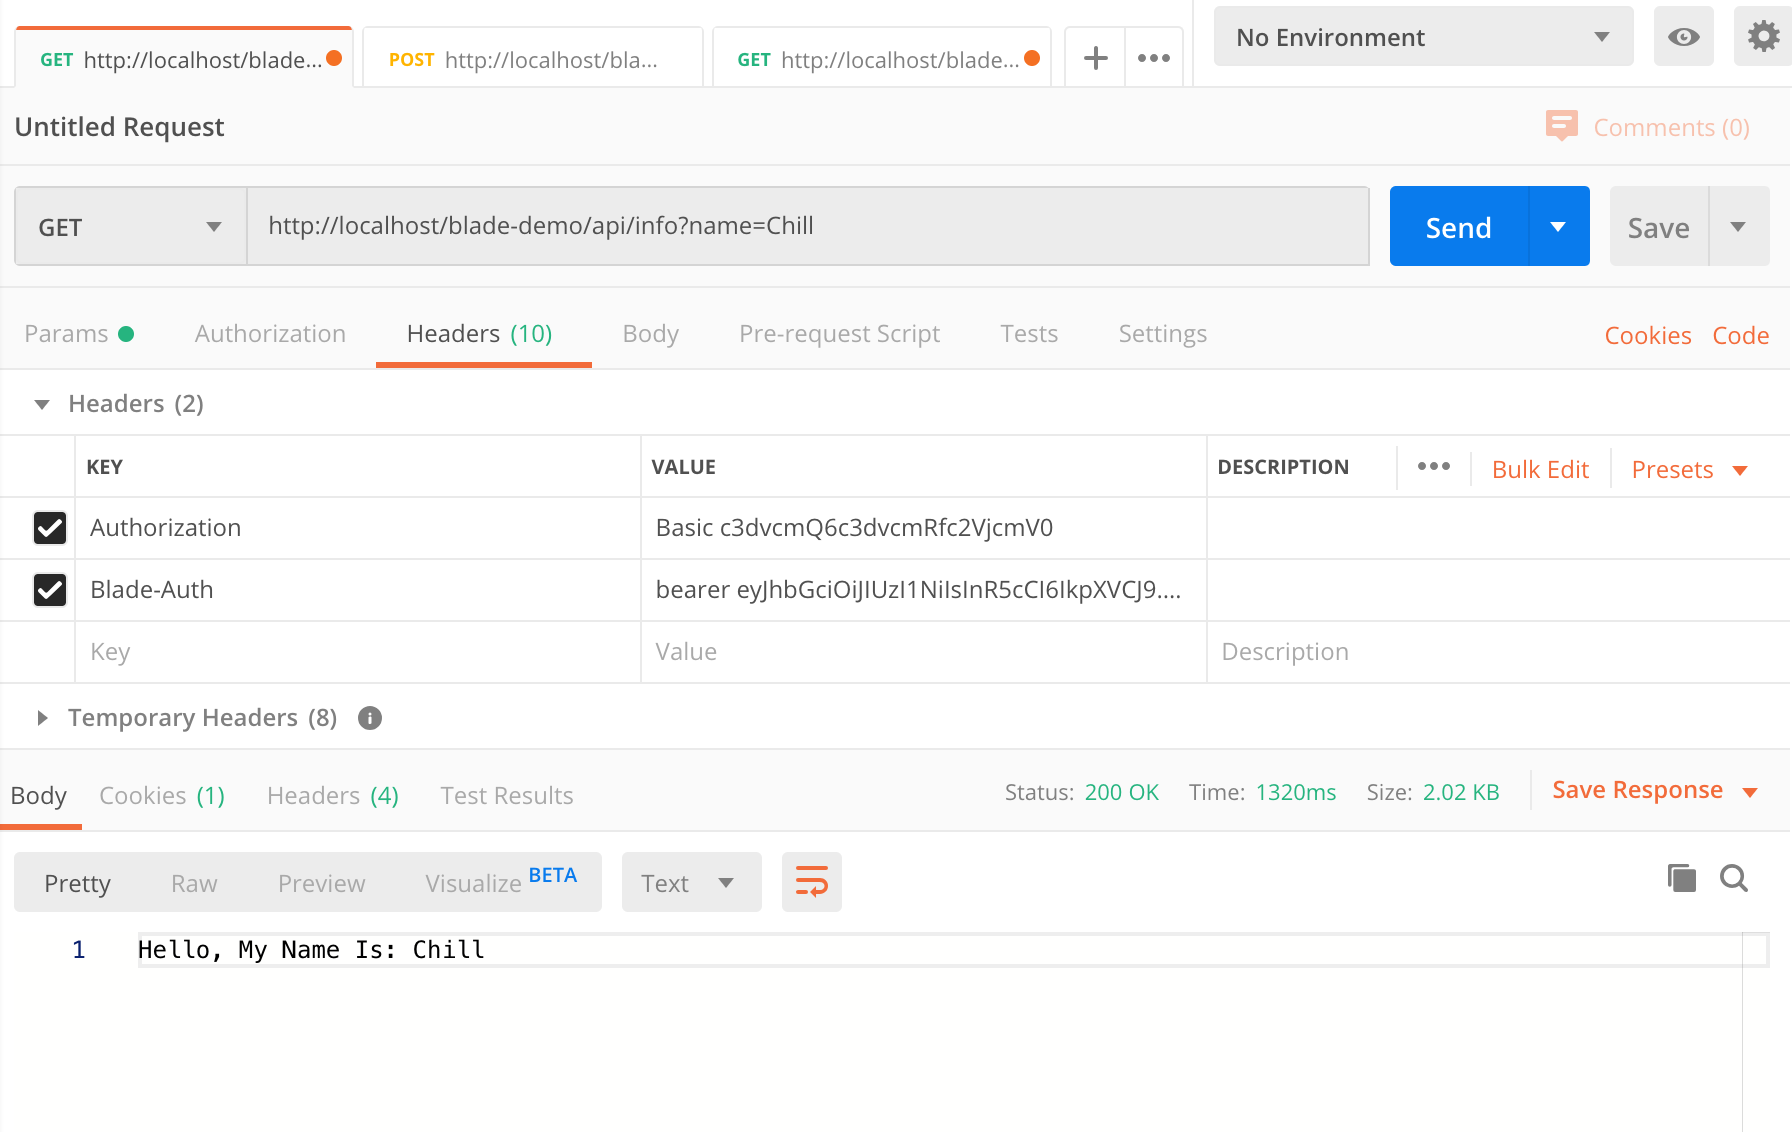 GET http://localhost/blade...
POST http://localhost/bla...
GET http://localhost/blade...
No Environment
Untitled Request
Comments (0)
GET
http://localhost/blade-demo/api/info?name=Chill
Send
Save
Params
Authorization
Headers (10)
Body
Pre-request Script
Tests
Settings
Cookies
Code
Headers (2)
KEY
VALUE
DESCRIPTION
Bulk Edit
Presets
Authorization
Basic c3dvcmQ6c3dvcmRfc2VjcmV0
Blade-Auth
bearer eyJhbGciOiJIUzI1NiIsInR5cCI6IkpXVCJ9....
Key
Value
Description
Temporary Headers (8)
Body
Cookies (1)
Headers (4)
Test Results
Status: 200 OK
Time: 1320ms
Size: 2.02 KB
Save Response
Pretty
Raw
Preview
Visualize BETA
Text
1
Hello, My Name Is: Chill